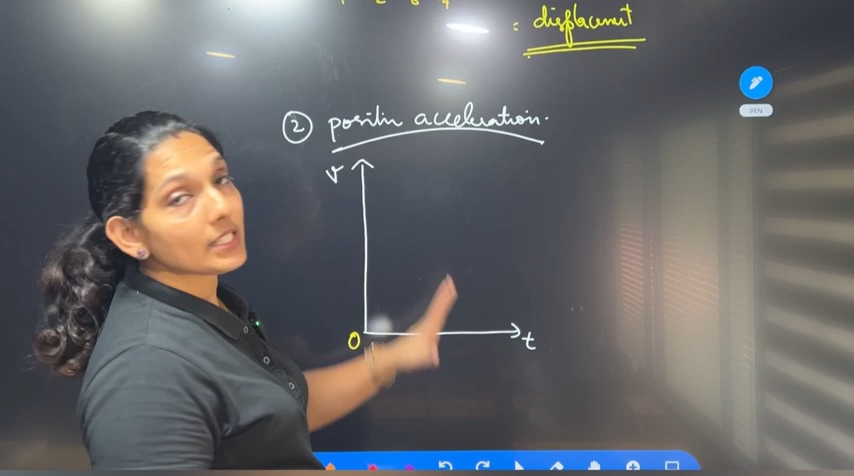 = displacement
② positive acceleration.
v
0
t
PEN